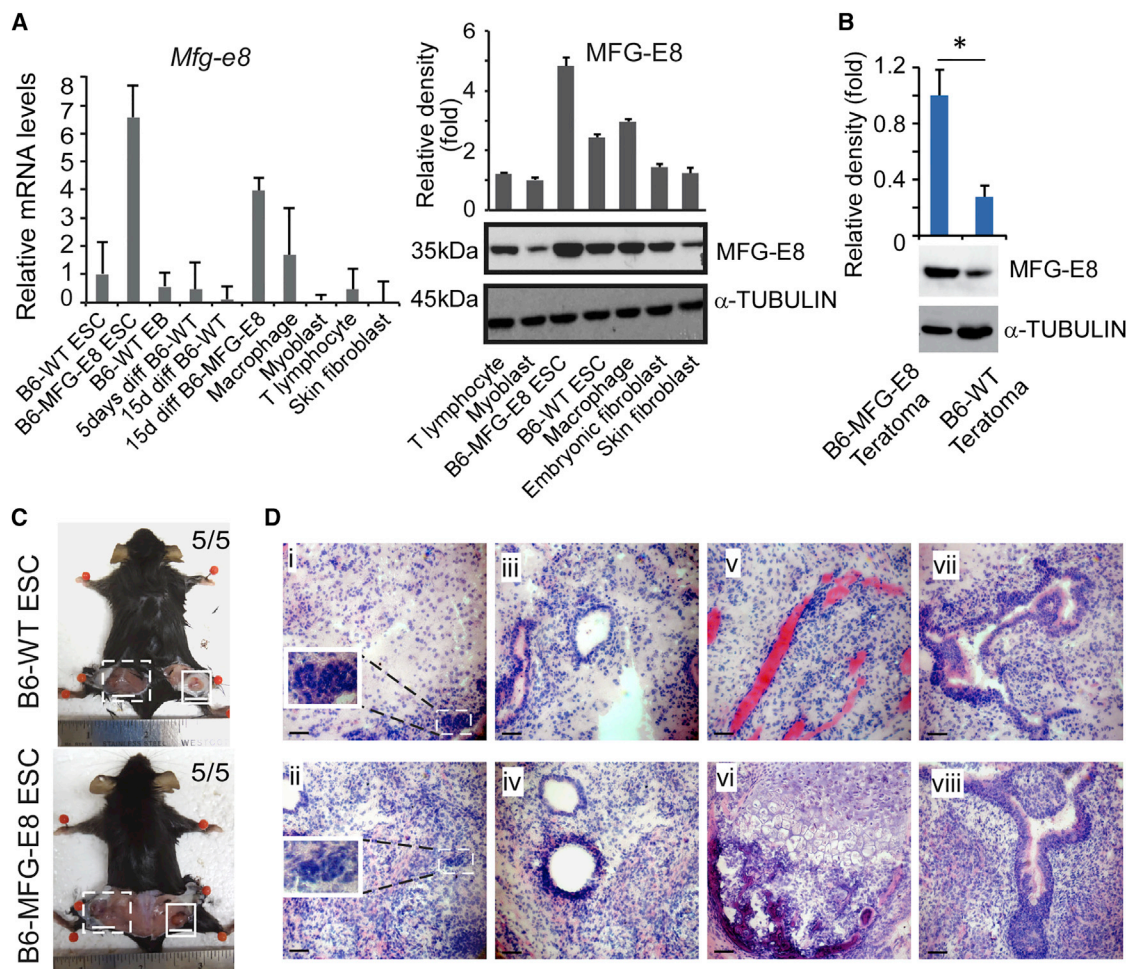 A
Mfg-e8
Relative mRNA levels
8
7
6
5
4
3
2
1
0
B6-WT ESC
B6-MFG-E8 ESC
B6-WT EB
5days diff B6-WT
15d diff B6-WT
15d diff B6-MFG-E8
Macrophage
Myoblast
T lymphocyte
Skin fibroblast
MFG-E8
Relative density
(fold)
6
4
2
0
35kDa
MFG-E8
45kDa
α-TUBULIN
T lymphocyte
Myoblast
B6-MFG-E8 ESC
B6-WT ESC
Macrophage
Embryonic fibroblast
Skin fibroblast
B
*
Relative density (fold)
1.2
0.8
0.4
0
MFG-E8
α-TUBULIN
B6-MFG-E8
Teratoma
B6-WT
Teratoma
C
B6-WT ESC
5/5
1
2
B6-MFG-E8 ESC
5/5
2
3
D
i
iii
v
vii
ii
iv
vi
viii